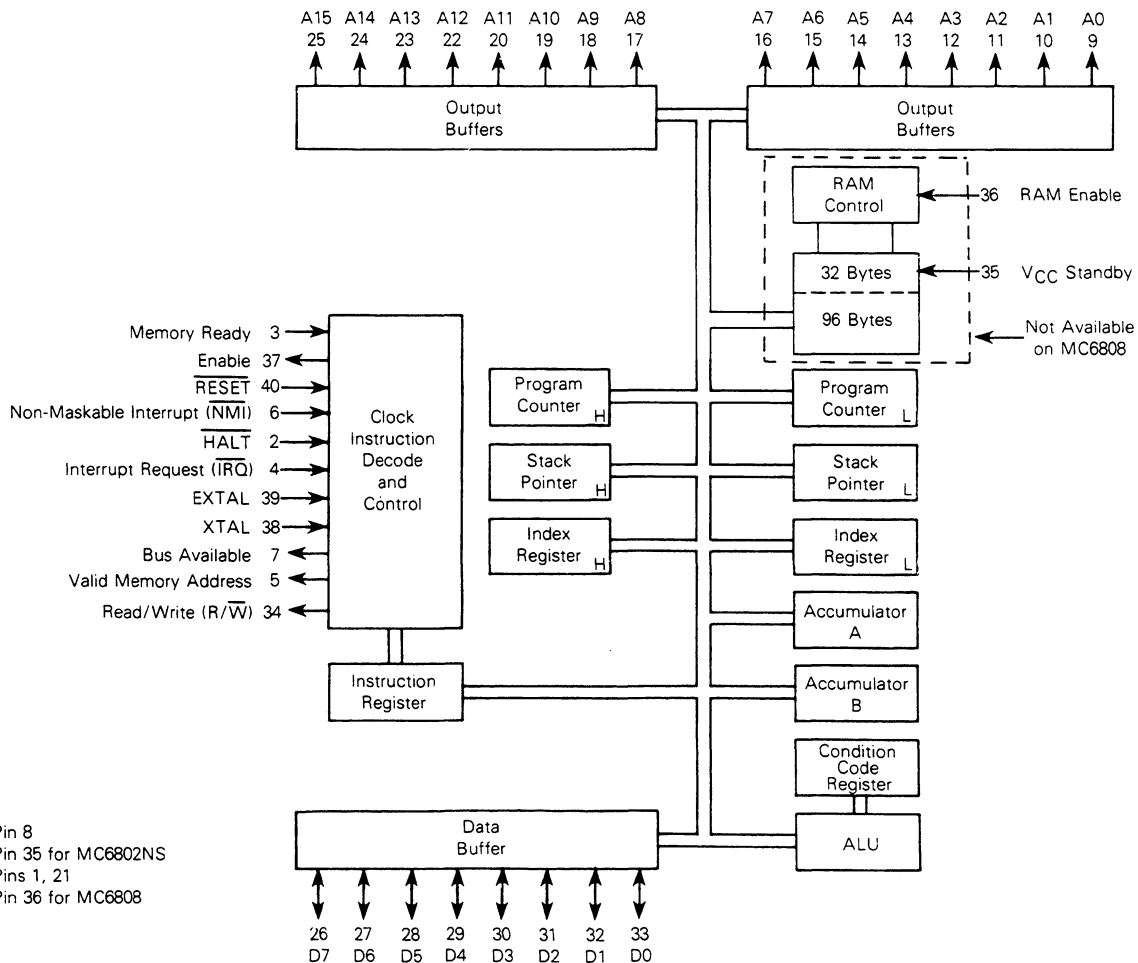 A15 A14 A13 A12 A11 A10 A9 A8 A7 A6 A5 A4 A3 A2 A1 A0
25 24 23 22 20 19 18 17 16 15 14 13 12 11 10 9
Output
Buffers
Output
Buffers
RAM
Control
36 RAM Enable
32 Bytes
35 VCC Standby
96 Bytes
Not Available
on MC6808
Memory Ready 3
Enable 37
R̅E̅S̅E̅T̅ 40
Non-Maskable Interrupt (N̅M̅I̅) 6
H̅A̅L̅T̅ 2
Interrupt Request (I̅R̅Q̅) 4
EXTAL 39
XTAL 38
Bus Available 7
Valid Memory Address 5
Read/Write (R/W̅) 34
Clock
Instruction
Decode
and
Control
Program
Counter H
Program
Counter L
Stack
Pointer H
Stack
Pointer L
Index
Register H
Index
Register L
Accumulator
A
Instruction
Register
Accumulator
B
Condition
Code
Register
Data
Buffer
ALU
Pin 8
Pin 35 for MC6802NS
Pins 1, 21
Pin 36 for MC6808
26 27 28 29 30 31 32 33
D7 D6 D5 D4 D3 D2 D1 D0